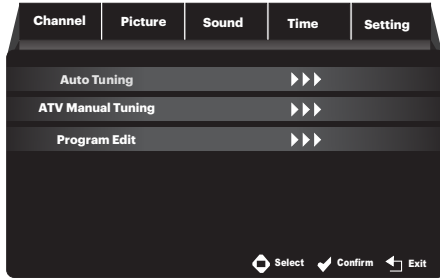 Channel Picture Sound Time Setting
Auto Tuning
ATV Manual Tuning
Program Edit
Select Confirm Exit